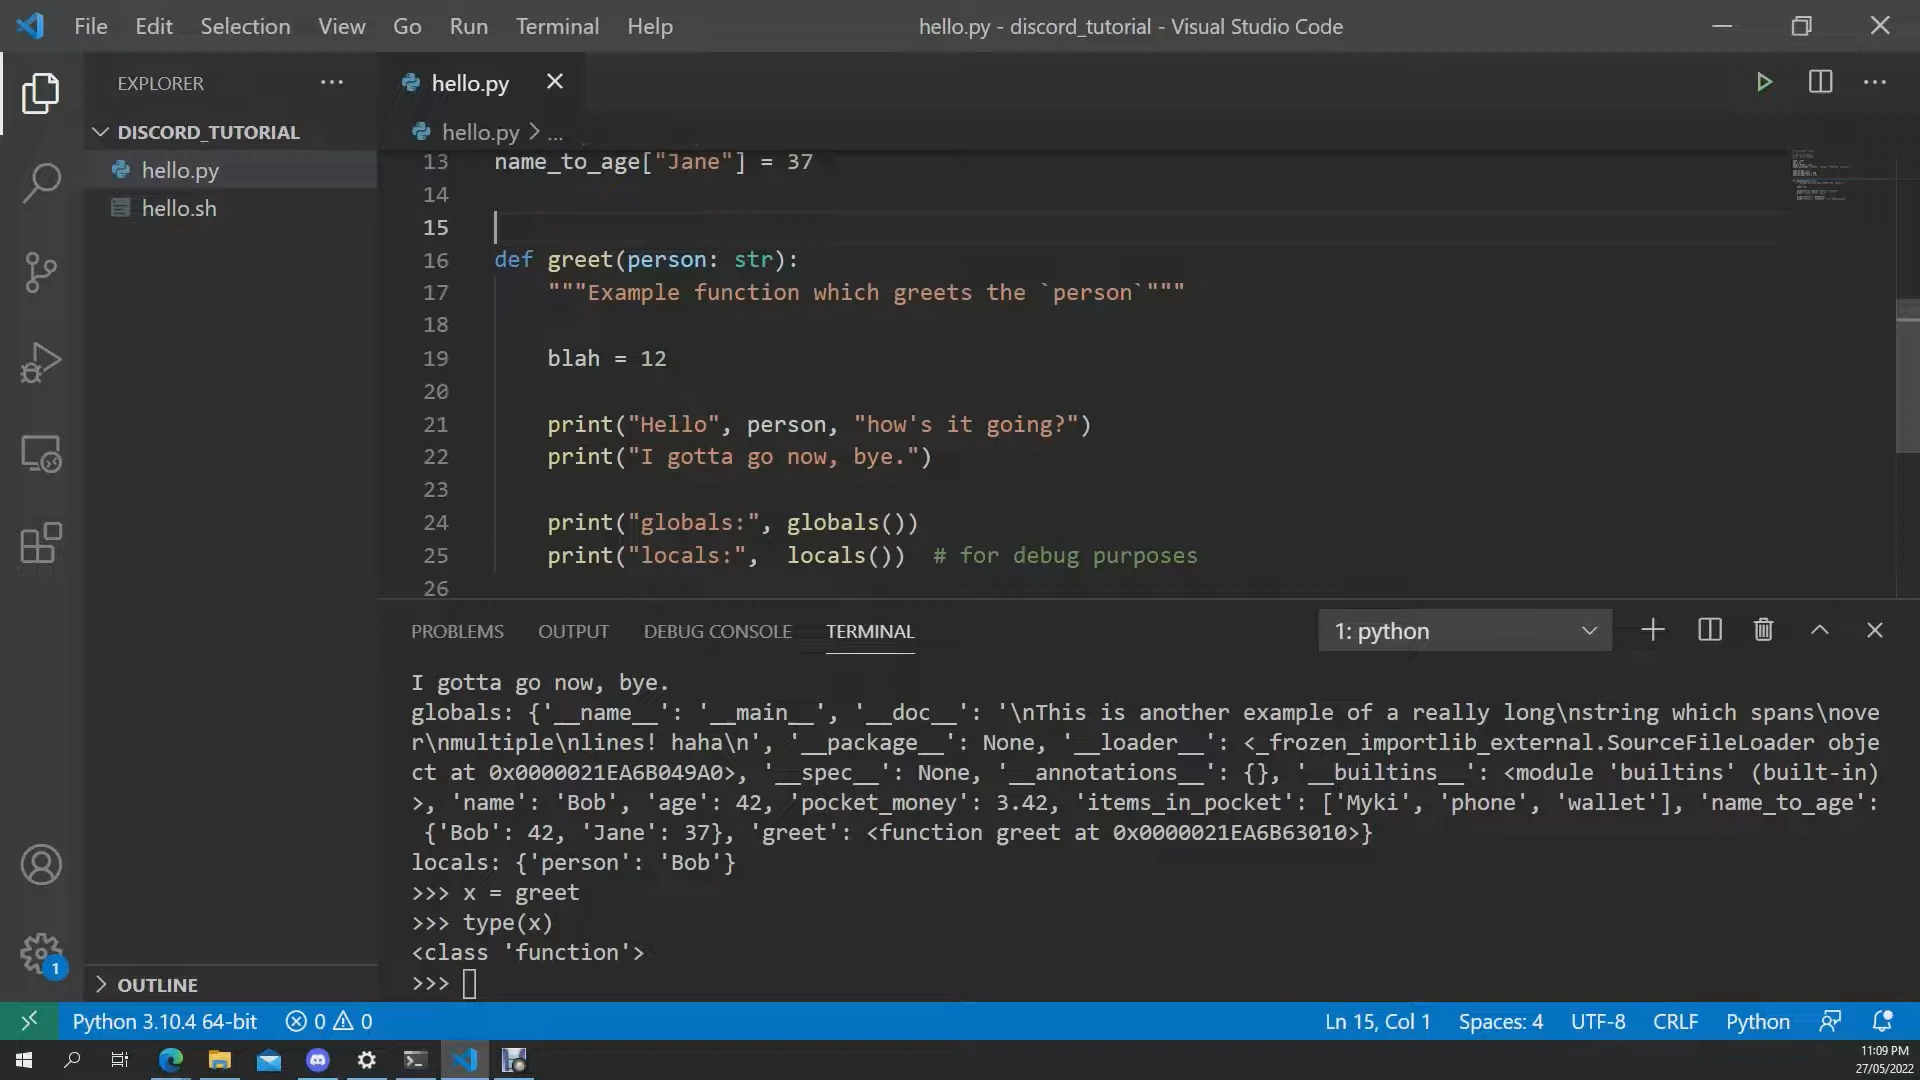 File Edit Selection View Go Run Terminal Help
hello.py - discord_tutorial - Visual Studio Code
EXPLORER
DISCORD_TUTORIAL
hello.py
hello.sh
OUTLINE
hello.py
hello.py > ...
13 name_to_age["Jane"] = 37
14
15
16 def greet(person: str):
17 """Example function which greets the `person`"""
18
19 blah = 12
20
21 print("Hello", person, "how's it going?")
22 print("I gotta go now, bye.")
23
24 print("globals:", globals())
25 print("locals:",  locals())  # for debug purposes
26
PROBLEMS OUTPUT DEBUG CONSOLE TERMINAL
1: python
I gotta go now, bye.
globals: {'__name__': '__main__', '__doc__': '\nThis is another example of a really long\nstring which spans\nove
r\nmultiple\nlines! haha\n', '__package__': None, '__loader__': <_frozen_importlib_external.SourceFileLoader obje
ct at 0x0000021EA6B049A0>, '__spec__': None, '__annotations__': {}, '__builtins__': <module 'builtins' (built-in)
>, 'name': 'Bob', 'age': 42, 'pocket_money': 3.42, 'items_in_pocket': ['Myki', 'phone', 'wallet'], 'name_to_age':
{'Bob': 42, 'Jane': 37}, 'greet': <function greet at 0x0000021EA6B63010>}
locals: {'person': 'Bob'}
>>> x = greet
>>> type(x)
<class 'function'>
>>>
1
Python 3.10.4 64-bit 0 0
Ln 15, Col 1 Spaces: 4 UTF-8 CRLF Python
11:09 PM
27/05/2022